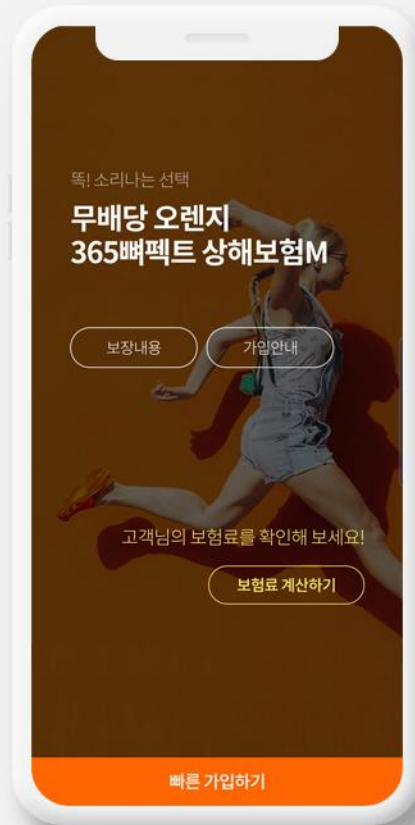 똑! 소리나는 선택
무배당 오렌지
365뼈펙트 상해보험M
보장내용
가입안내
고객님의 보험료를 확인해 보세요!
보험료 계산하기
빠른 가입하기